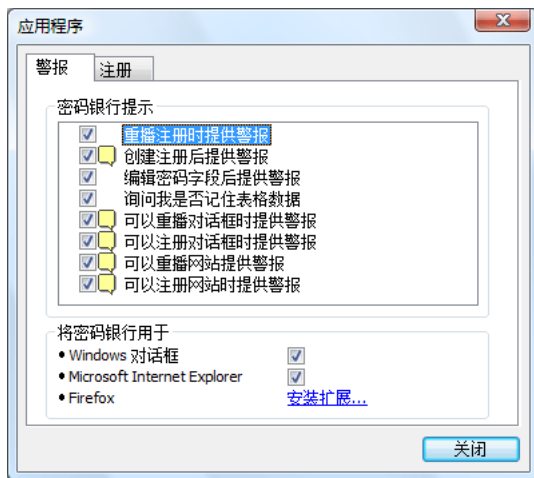 应用程序
警报 注册
密码银行提示
重播注册时提供警报
创建注册后提供警报
编辑密码字段后提供警报
询问我是否记住表格数据
可以重播对话框时提供警报
可以注册对话框时提供警报
可以重播网站提供警报
可以注册网站时提供警报
将密码银行用于
• Windows 对话框
• Microsoft Internet Explorer
• Firefox 安装扩展...
关闭